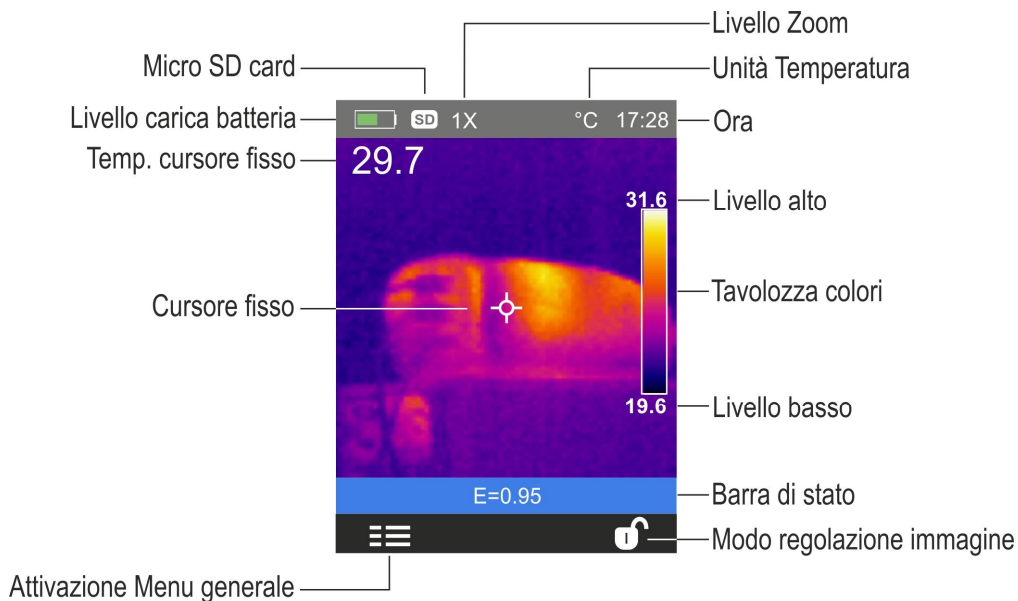 Livello Zoom
Micro SD card
Unità Temperatura
Livello carica batteria
SD 1X °C 17:28
Ora
Temp. cursore fisso
29.7
31.6
Livello alto
Cursore fisso
Tavolozza colori
19.6
Livello basso
E=0.95
Barra di stato
I
Modo regolazione immagine
Attivazione Menu generale